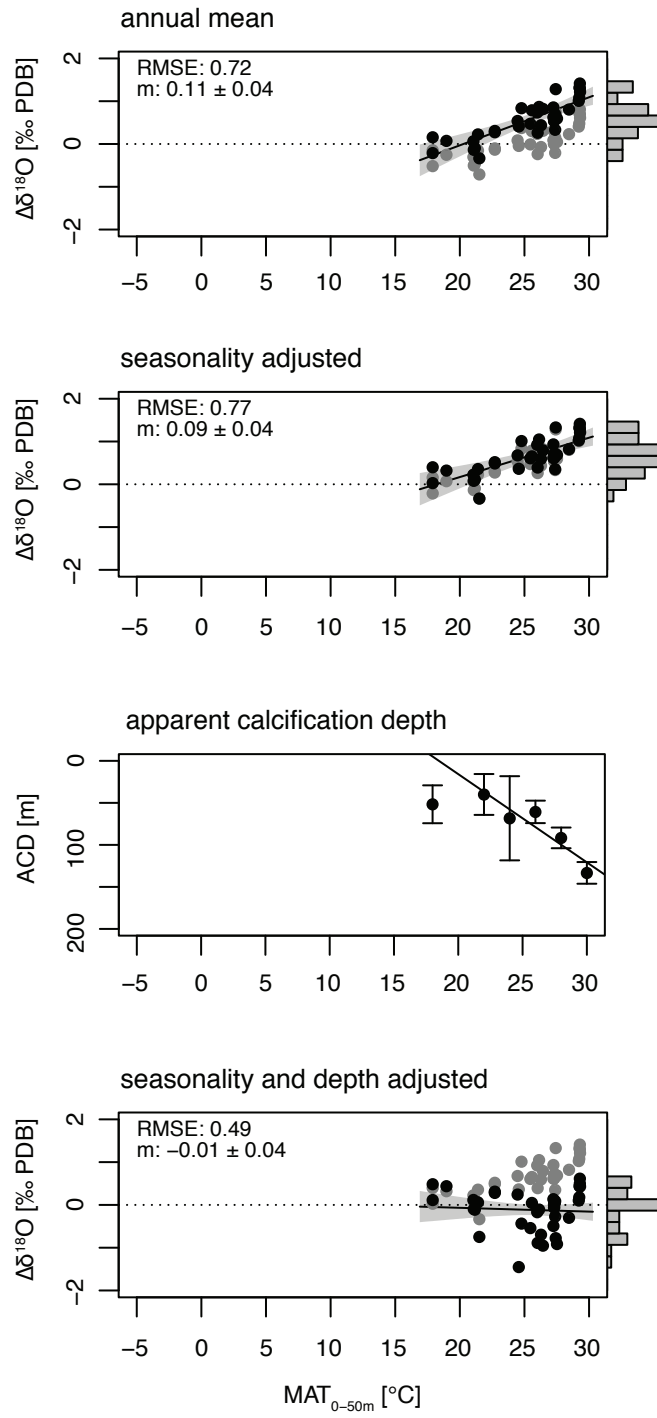 annual mean
RMSE: 0.72
m: 0.11 ± 0.04
Δδ¹⁸O [‰ PDB]
2
0
−2
−5 0 5 10 15 20 25 30
seasonality adjusted
RMSE: 0.77
m: 0.09 ± 0.04
Δδ¹⁸O [‰ PDB]
2
0
−2
−5 0 5 10 15 20 25 30
apparent calcification depth
ACD [m]
0
100
200
−5 0 5 10 15 20 25 30
seasonality and depth adjusted
RMSE: 0.49
m: −0.01 ± 0.04
Δδ¹⁸O [‰ PDB]
2
0
−2
−5 0 5 10 15 20 25 30
MAT₀₋₅₀ₘ [°C]